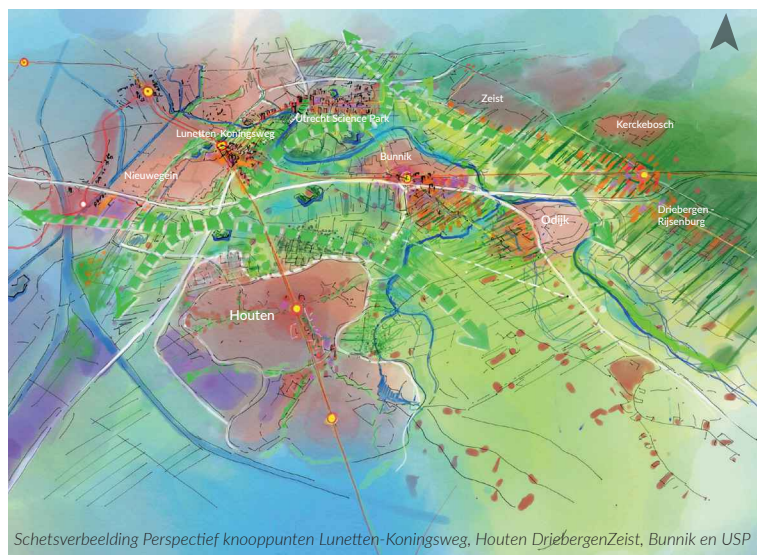 Zeist
Kerckebosch
Utrecht Science Park
Lunetten-Koningsweg
Bunnik
Nieuwegein
Driebergen -
Rijsenburg
Odijk
Houten
Schetsverbeelding Perspectief knooppunten Lunetten-Koningsweg, Houten DriebergenZeist, Bunnik en USP